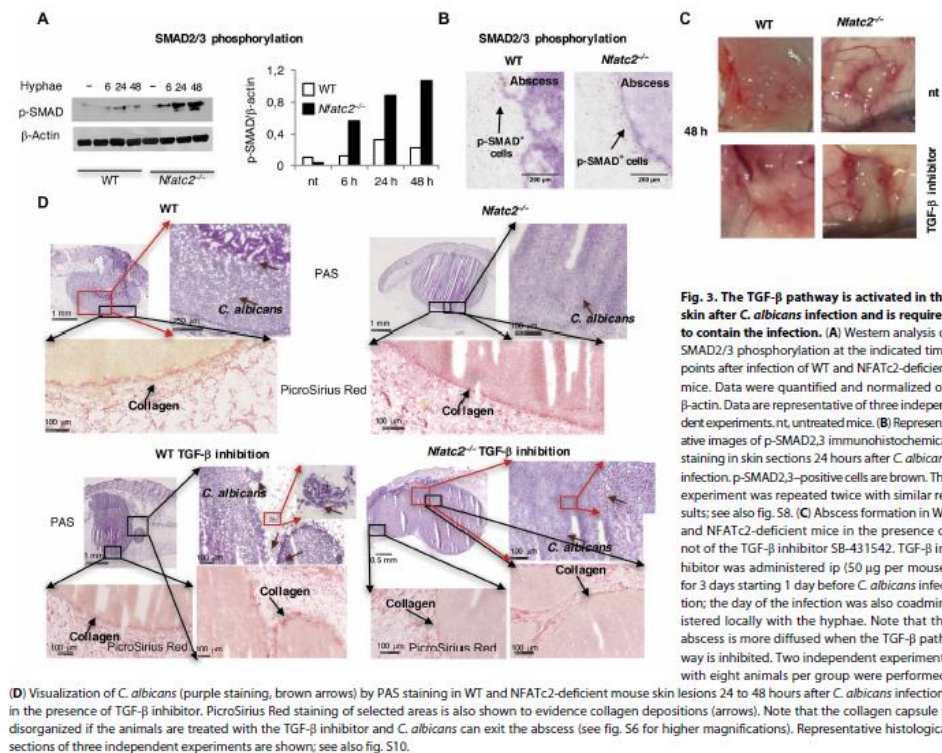 A
SMAD2/3 phosphorylation
Hyphae – 6 24 48 – 6 24 48
p-SMAD
β-Actin
WT Nfatc2–/–
p-SMAD/β-actin
1,2
0,8
0,4
0
WT
Nfatc2–/–
nt 6 h 24 h 48 h
B
SMAD2/3 phosphorylation
WT Nfatc2–/–
Abscess Abscess
p-SMAD+
cells
p-SMAD+
cells
200 µm
C
WT Nfatc2–/–
48 h
nt
TGF-β inhibitor
D
WT Nfatc2–/–
PAS
C. albicans
C. albicans
1 mm
1 mm
100 µm
PicroSirius Red
Collagen
Collagen
100 µm
100 µm
WT TGF-β inhibition
Nfatc2–/– TGF-β inhibition
PAS
C. albicans
C. albicans
1 mm
100 µm
0.5 mm
100 µm
Collagen
Collagen
Collagen
Collagen
PicroSirius Red
PicroSirius Red
100 µm
100 µm
100 µm
100 µm
Fig. 3. The TGF-β pathway is activated in th
skin after C. albicans infection and is require
to contain the infection. (A) Western analysis o
SMAD2/3 phosphorylation at the indicated tim
points after infection of WT and NFATc2-deficien
mice. Data were quantified and normalized o
β-actin. Data are representative of three indepen
dent experiments. nt, untreated mice. (B) Represen
ative images of p-SMAD2,3 immunohistochemica
staining in skin sections 24 hours after C. albican
infection. p-SMAD2,3–positive cells are brown. Th
experiment was repeated twice with similar re
sults; see also fig. S8. (C) Abscess formation in W
and NFATc2-deficient mice in the presence o
not of the TGF-β inhibitor SB-431542. TGF-β in
hibitor was administered ip (50 µg per mouse
for 3 days starting 1 day before C. albicans infec
tion; the day of the infection was also coadmin
istered locally with the hyphae. Note that th
abscess is more diffused when the TGF-β path
way is inhibited. Two independent experiment
with eight animals per group were performed
(D) Visualization of C. albicans (purple staining, brown arrows) by PAS staining in WT and NFATc2-deficient mouse skin lesions 24 to 48 hours after C. albicans infection
in the presence of TGF-β inhibitor. PicroSirius Red staining of selected areas is also shown to evidence collagen depositions (arrows). Note that the collagen capsule
disorganized if the animals are treated with the TGF-β inhibitor and C. albicans can exit the abscess (see fig. S6 for higher magnifications). Representative histologica
sections of three independent experiments are shown; see also fig. S10.